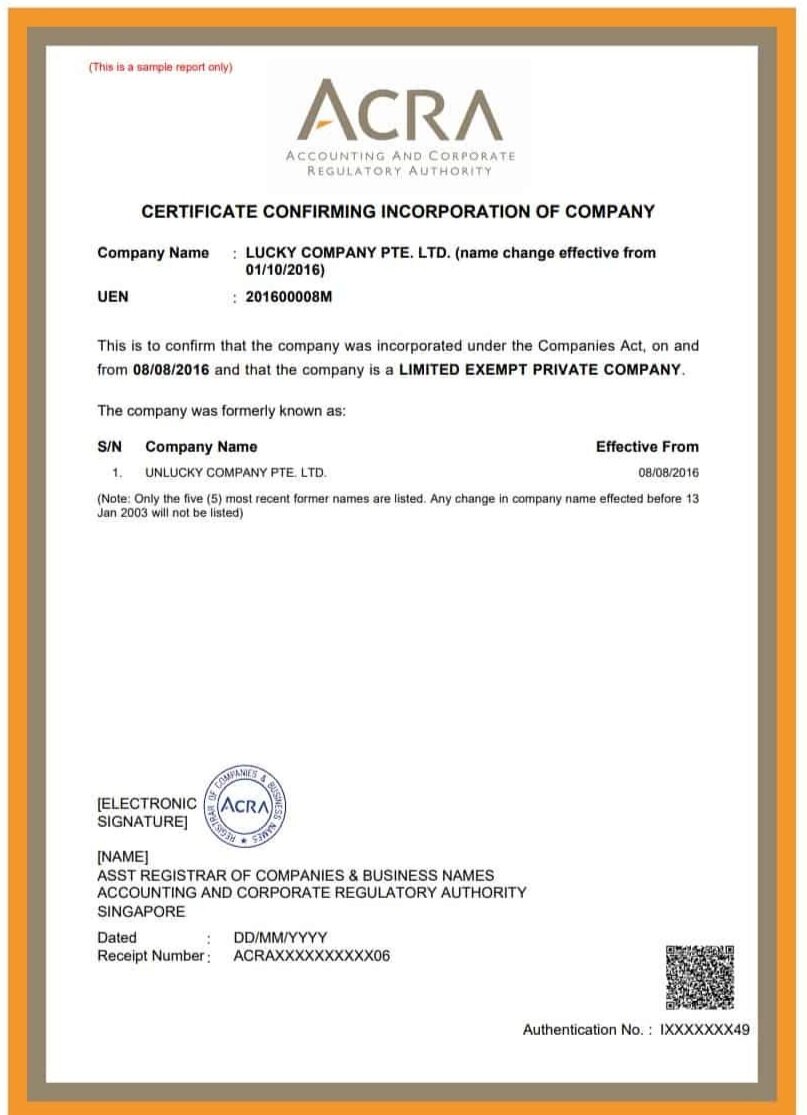 (This is a sample report only)
ACRA
ACCOUNTING AND CORPORATE
REGULATORY AUTHORITY
CERTIFICATE CONFIRMING INCORPORATION OF COMPANY
Company Name : LUCKY COMPANY PTE. LTD. (name change effective from
01/10/2016)
UEN : 201600008M
This is to confirm that the company was incorporated under the Companies Act, on and
from 08/08/2016 and that the company is a LIMITED EXEMPT PRIVATE COMPANY.
The company was formerly known as:
S/N Company Name Effective From
1. UNLUCKY COMPANY PTE. LTD. 08/08/2016
(Note: Only the five (5) most recent former names are listed. Any change in company name effected before 13
Jan 2003 will not be listed)
[ELECTRONIC
SIGNATURE]
REGISTRAR OF COMPANIES & BUSINESS NAMES
ACRA
[NAME]
ASST REGISTRAR OF COMPANIES & BUSINESS NAMES
ACCOUNTING AND CORPORATE REGULATORY AUTHORITY
SINGAPORE
Dated : DD/MM/YYYY
Receipt Number : ACRAXXXXXXXXXX06
Authentication No. : IXXXXXXX49